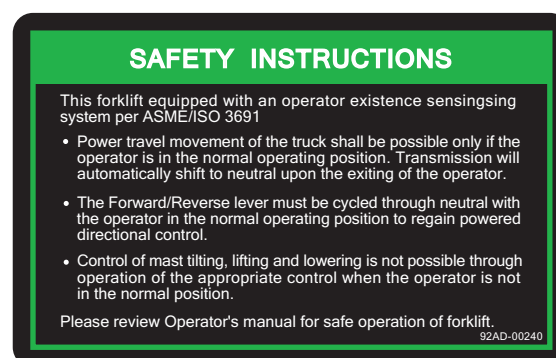 SAFETY INSTRUCTIONS
This forklift equipped with an operator existence sensingsing
system per ASME/ISO 3691
• Power travel movement of the truck shall be possible only if the
operator is in the normal operating position. Transmission will
automatically shift to neutral upon the exiting of the operator.
• The Forward/Reverse lever must be cycled through neutral with
the operator in the normal operating position to regain powered
directional control.
• Control of mast tilting, lifting and lowering is not possible through
operation of the appropriate control when the operator is not
in the normal position.
Please review Operator's manual for safe operation of forklift.
92AD-00240